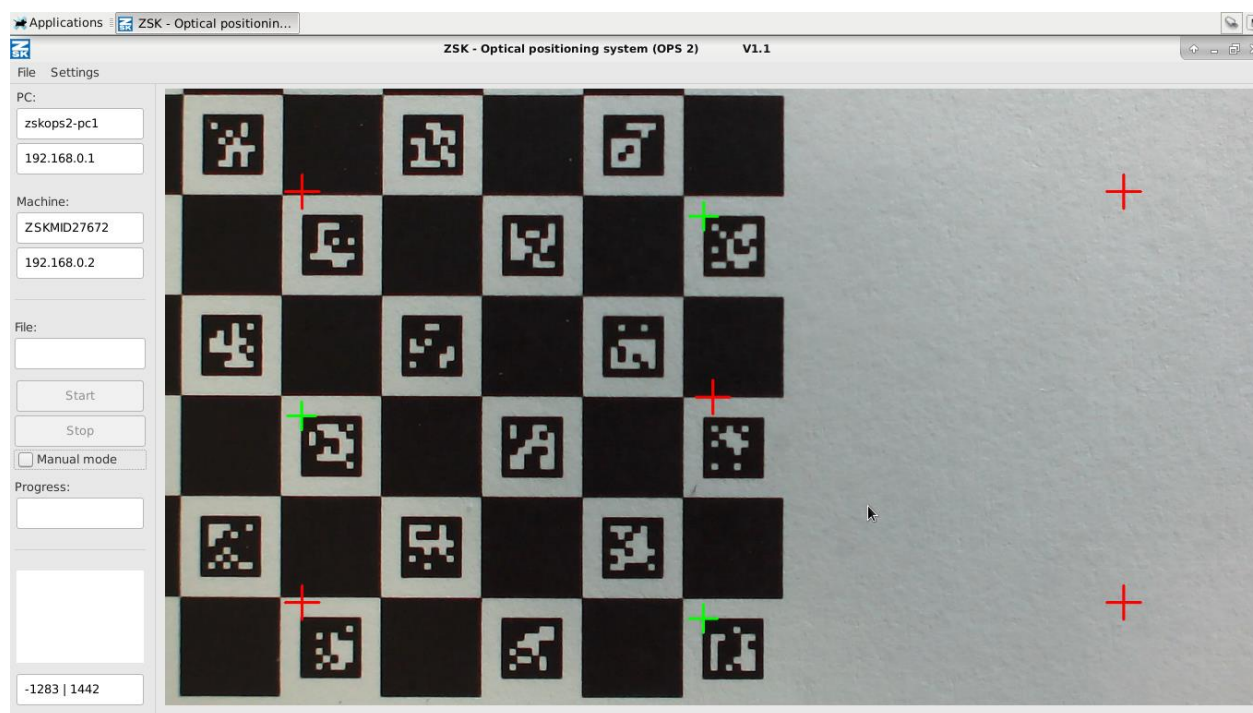 Applications
ZSK - Optical positionin...
ZSK - Optical positioning system (OPS 2) V1.1
File Settings
PC:
zskops2-pc1
192.168.0.1
Machine:
ZSKMID27672
192.168.0.2
File:
Start
Stop
Manual mode
Progress:
-1283 | 1442